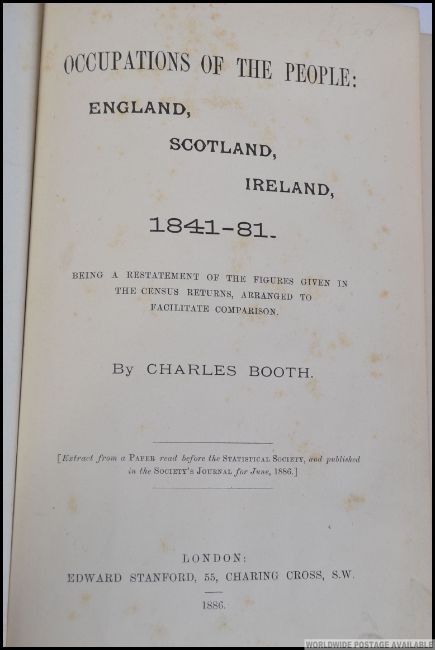 OCCUPATIONS OF THE PEOPLE:
ENGLAND,
SCOTLAND,
IRELAND,
1841-81.
BEING A RESTATEMENT OF THE FIGURES GIVEN IN
THE CENSUS RETURNS, ARRANGED TO
FACILITATE COMPARISON.
By CHARLES BOOTH.
[Extract from a PAPER read before the STATISTICAL SOCIETY, and published
in the SOCIETY'S JOURNAL for June, 1886.]
LONDON:
EDWARD STANFORD, 55, CHARING CROSS, S.W.
1886.
WORLDWIDE POSTAGE AVAILABLE